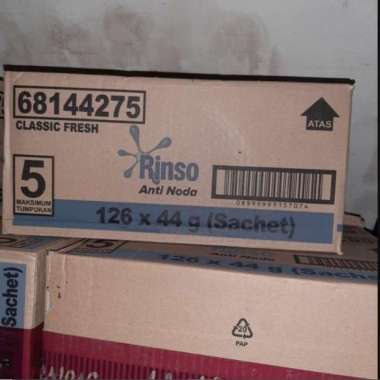 68144275
CLASSIC FRESH
ATAS
Rinso
Anti Noda
5
MAKSIMUM
TUMPUKAN
126 x 44 g (Sachet)
126 x 44 g (Sachet)
(Sachet)
20
PAP